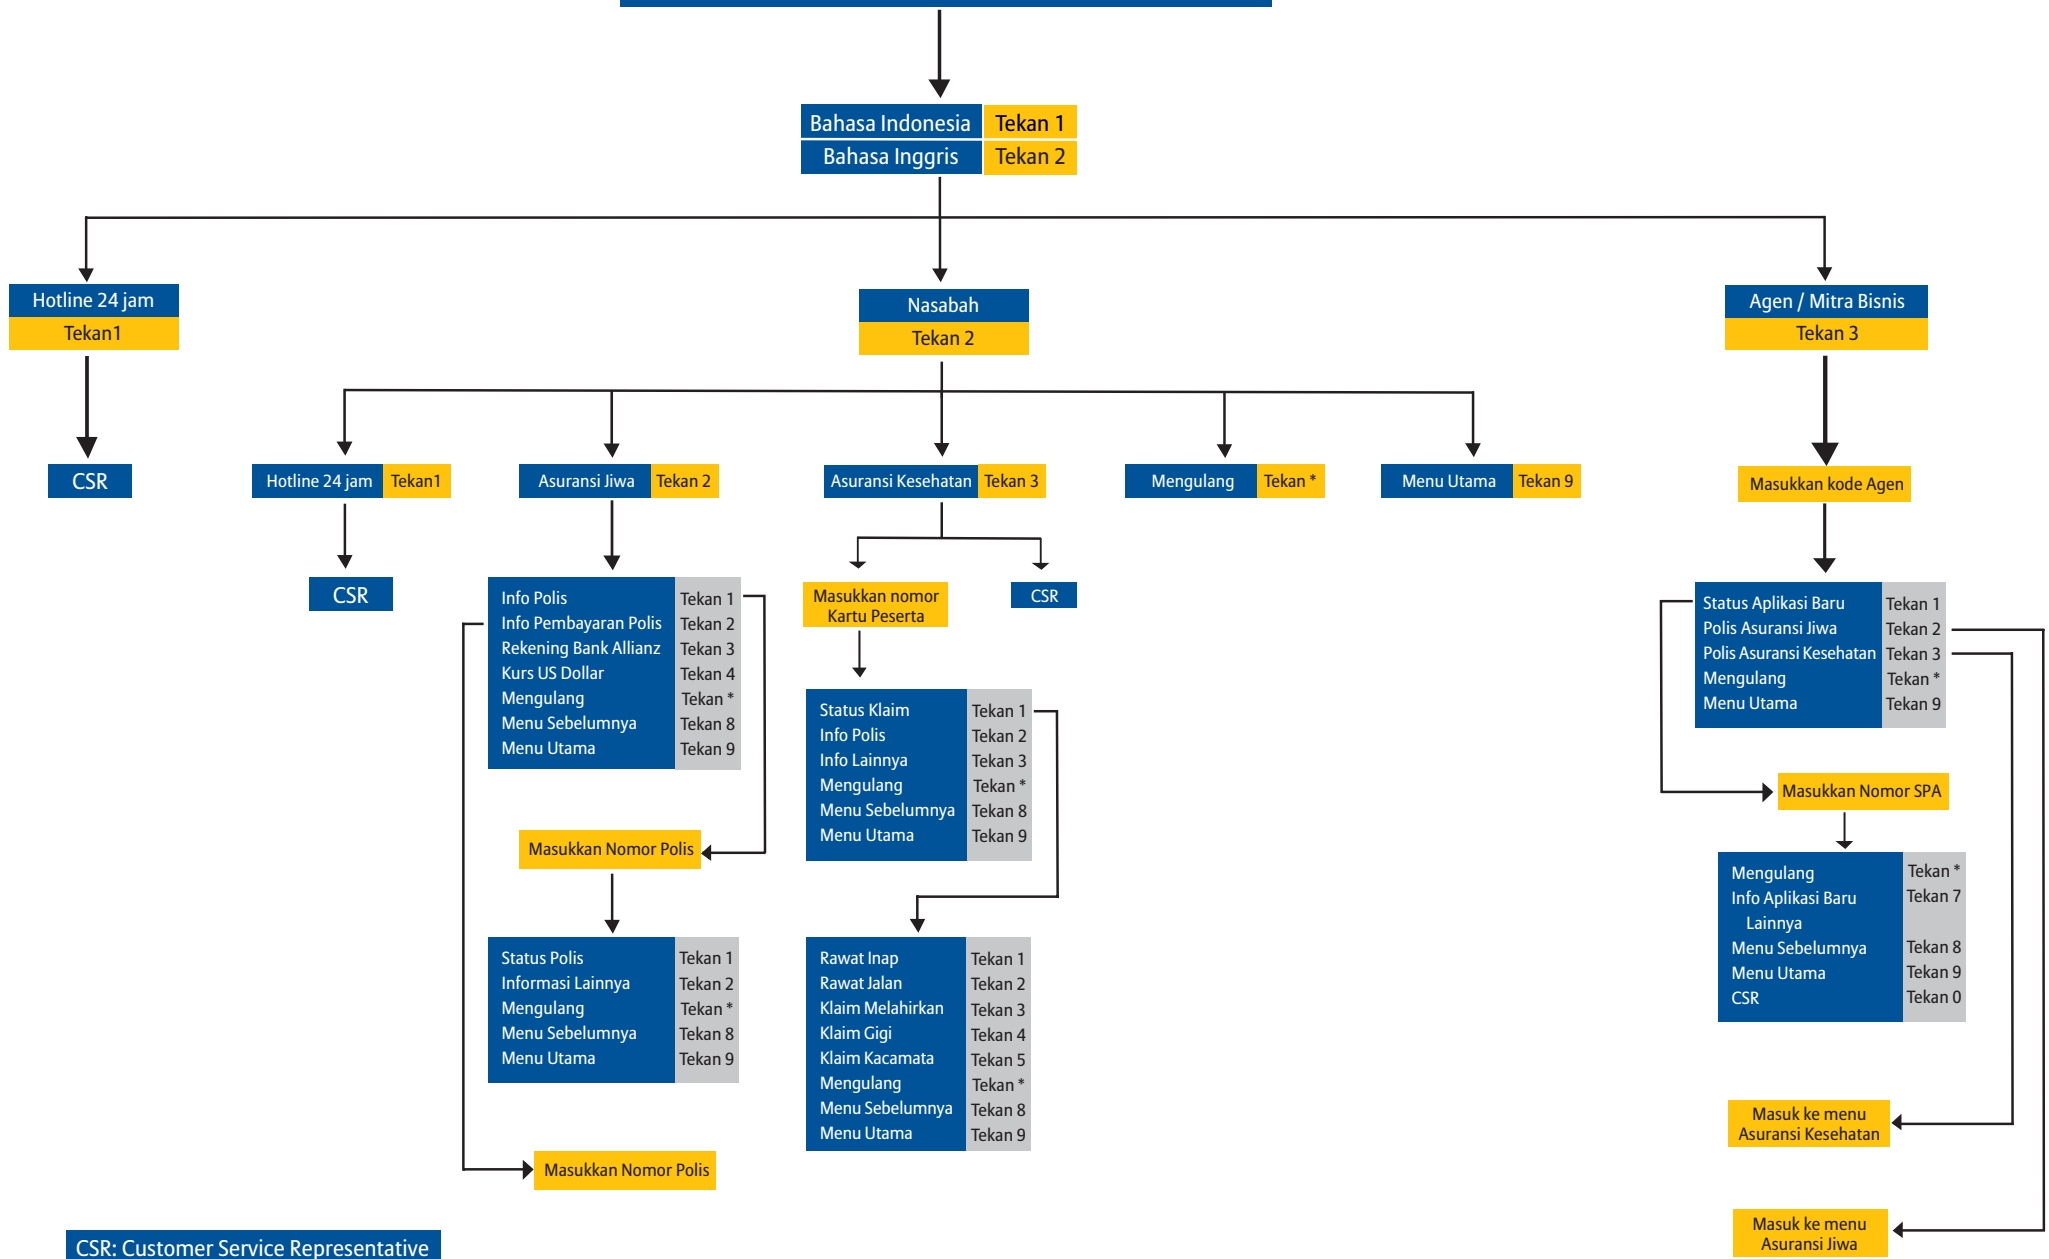 Bahasa Indonesia Tekan 1
Bahasa Inggris Tekan 2
Hotline 24 jam
Tekan1
Nasabah
Tekan 2
Agen / Mitra Bisnis
Tekan 3
CSR
Hotline 24 jam Tekan1
Asuransi Jiwa Tekan 2
Asuransi Kesehatan Tekan 3
Mengulang Tekan *
Menu Utama Tekan 9
Masukkan kode Agen
CSR
Info Polis Tekan 1
Info Pembayaran Polis Tekan 2
Rekening Bank Allianz Tekan 3
Kurs US Dollar Tekan 4
Mengulang Tekan *
Menu Sebelumnya Tekan 8
Menu Utama Tekan 9
Masukkan Nomor Polis
Status Polis Tekan 1
Informasi Lainnya Tekan 2
Mengulang Tekan *
Menu Sebelumnya Tekan 8
Menu Utama Tekan 9
Masukkan Nomor Polis
Masukkan nomor
Kartu Peserta
CSR
Status Klaim Tekan 1
Info Polis Tekan 2
Info Lainnya Tekan 3
Mengulang Tekan *
Menu Sebelumnya Tekan 8
Menu Utama Tekan 9
Rawat Inap Tekan 1
Rawat Jalan Tekan 2
Klaim Melahirkan Tekan 3
Klaim Gigi Tekan 4
Klaim Kacamata Tekan 5
Mengulang Tekan *
Menu Sebelumnya Tekan 8
Menu Utama Tekan 9
Status Aplikasi Baru Tekan 1
Polis Asuransi Jiwa Tekan 2
Polis Asuransi Kesehatan Tekan 3
Mengulang Tekan *
Menu Utama Tekan 9
Masukkan Nomor SPA
Mengulang Tekan *
Info Aplikasi Baru Tekan 7
Lainnya
Menu Sebelumnya Tekan 8
Menu Utama Tekan 9
CSR Tekan 0
Masuk ke menu
Asuransi Kesehatan
Masuk ke menu
Asuransi Jiwa
CSR: Customer Service Representative